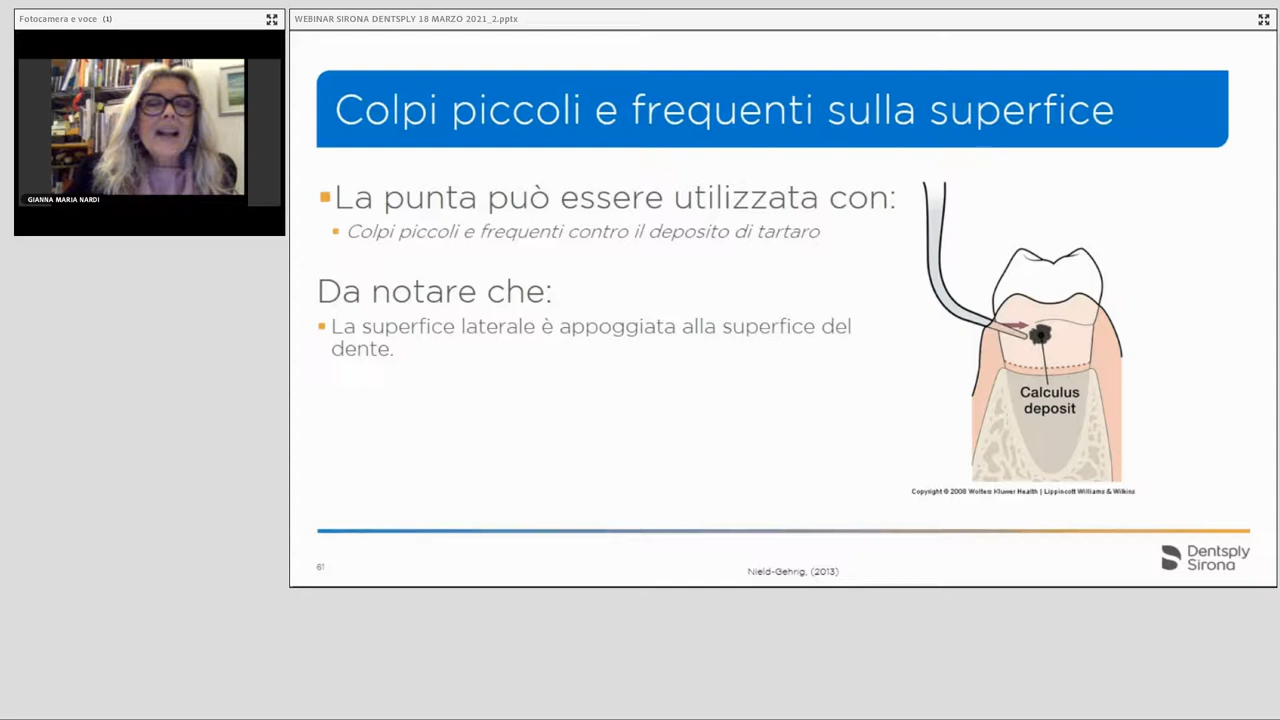 Fotocamera e voce (1)
WEBINAR SIRONA DENTSPLY 18 MARZO 2021_2.pptx
GIANNA MARIA NARDI
Colpi piccoli e frequenti sulla superfice
La punta può essere utilizzata con:
Colpi piccoli e frequenti contro il deposito di tartaro
Da notare che:
La superfice laterale è appoggiata alla superfice del
dente.
Calculus
deposit
Copyright © 2008 Wolters Kluwer Health | Lippincott Williams & Wilkins
61
Nield-Gehrig, (2013)
Dentsply
Sirona